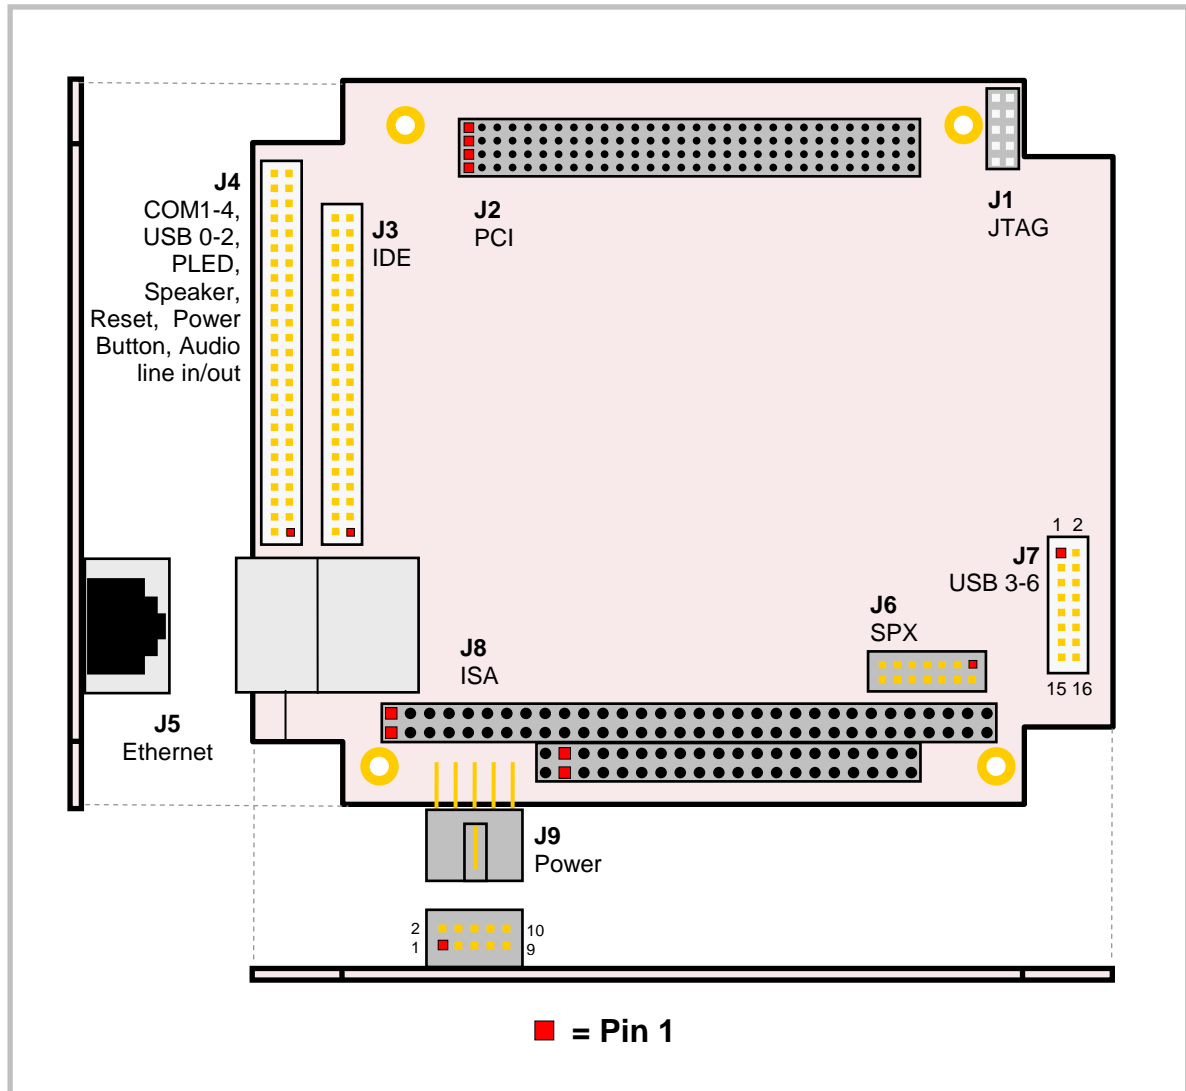 J4
COM1-4,
USB 0-2,
PLED,
Speaker,
Reset, Power
Button, Audio
line in/out
J3
IDE
J2
PCI
J1
JTAG
1 2
J7
USB 3-6
15 16
J6
SPX
J8
ISA
J5
Ethernet
J9
Power
2 10
1 9
= Pin 1